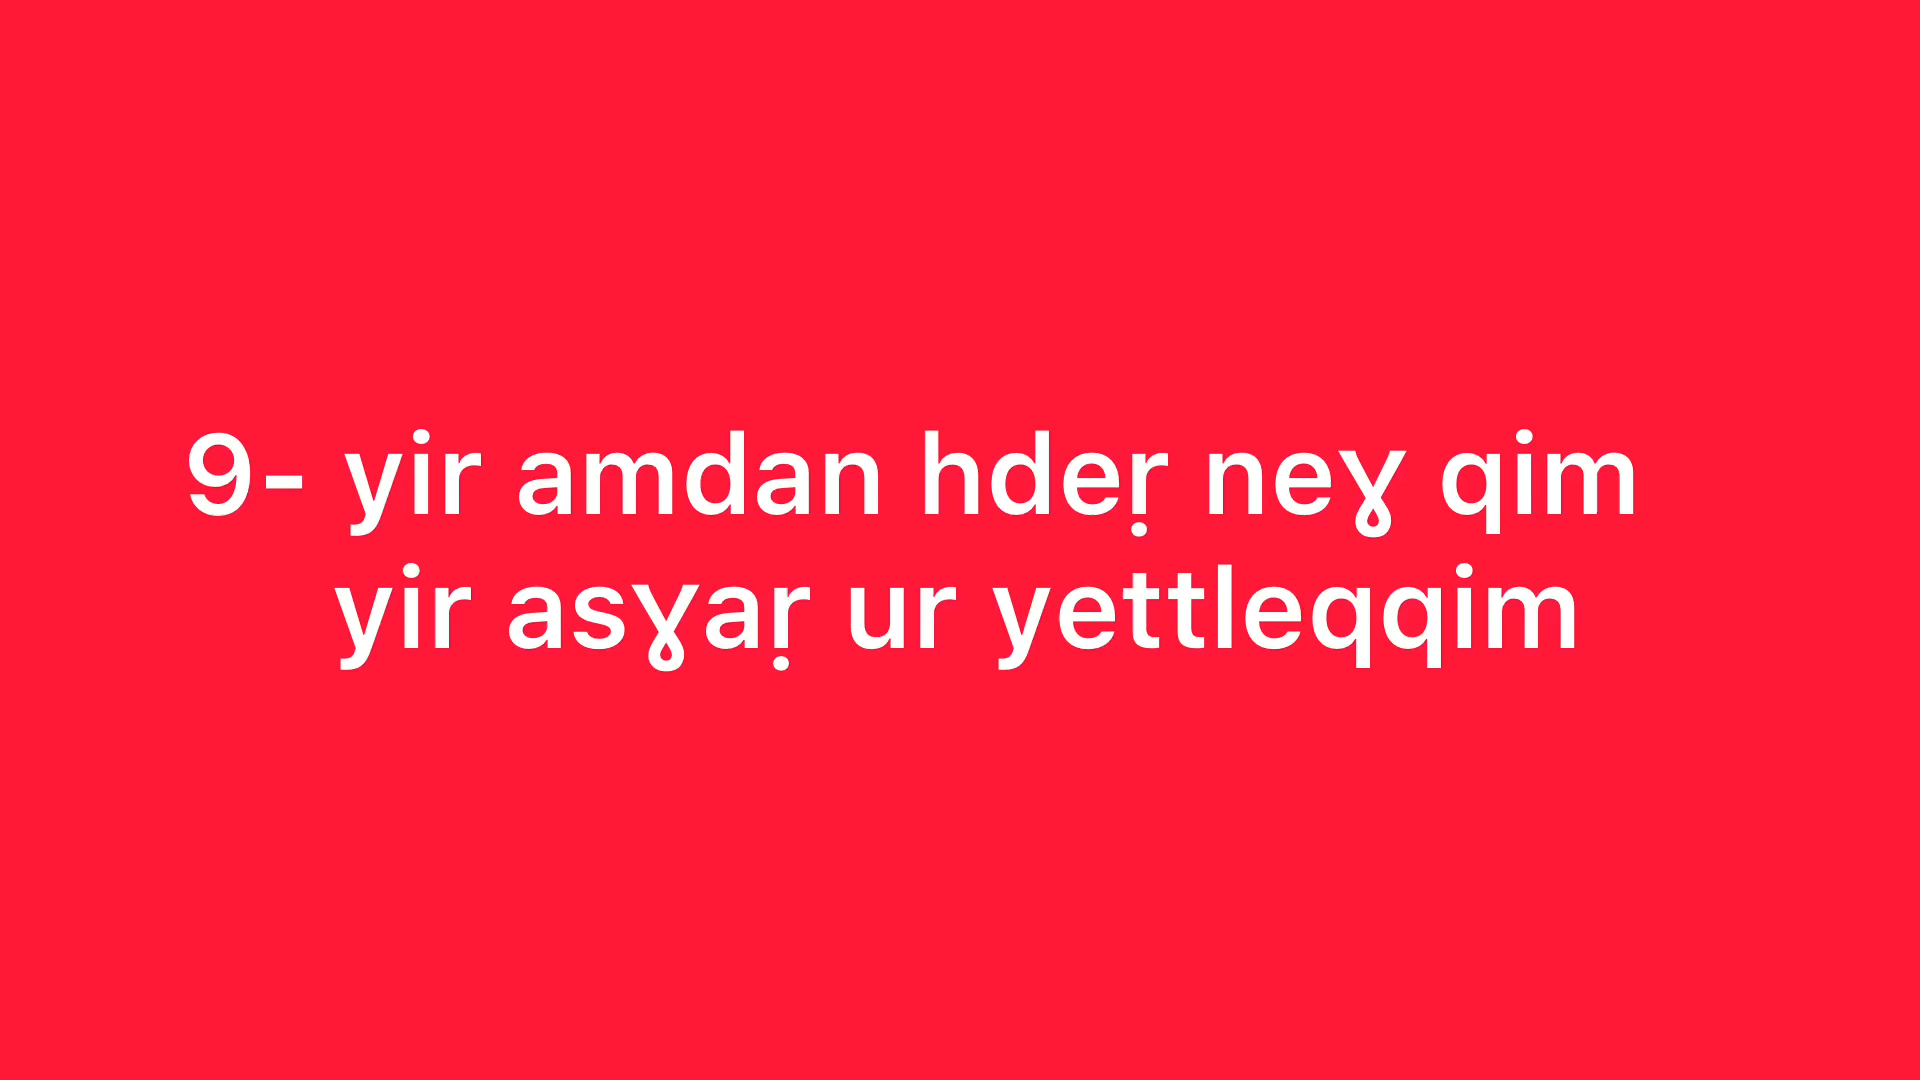 9- yir amdan hdeṛ neɣ qim
yir asɣaṛ ur yettleqqim